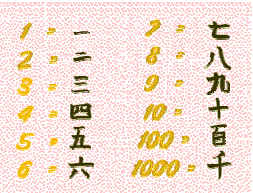 1 = 一
2 = 二
3 = 三
4 = 四
5 = 五
6 = 六
7 = 七
8 = 八
9 = 九
10 = 十
100 = 百
1000 = 千